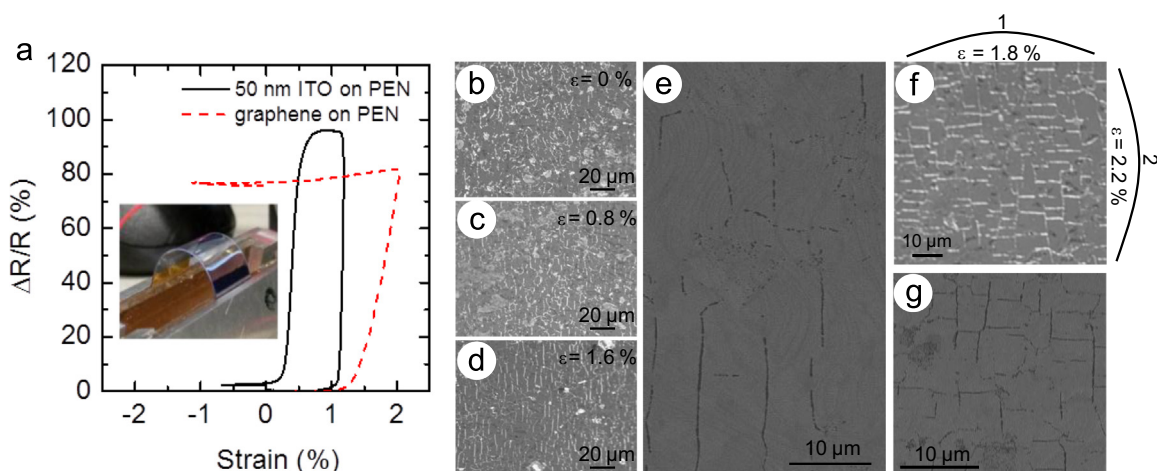 a
120
100
80
60
40
20
0
ΔR/R (%)
50 nm ITO on PEN
graphene on PEN
-2
-1
0
1
2
Strain (%)
b
ε= 0 %
20 µm
c
ε= 0.8 %
20 µm
d
ε= 1.6 %
20 µm
e
10 µm
1
ε = 1.8 %
f
10 µm
ε = 2.2 %
2
g
10 µm